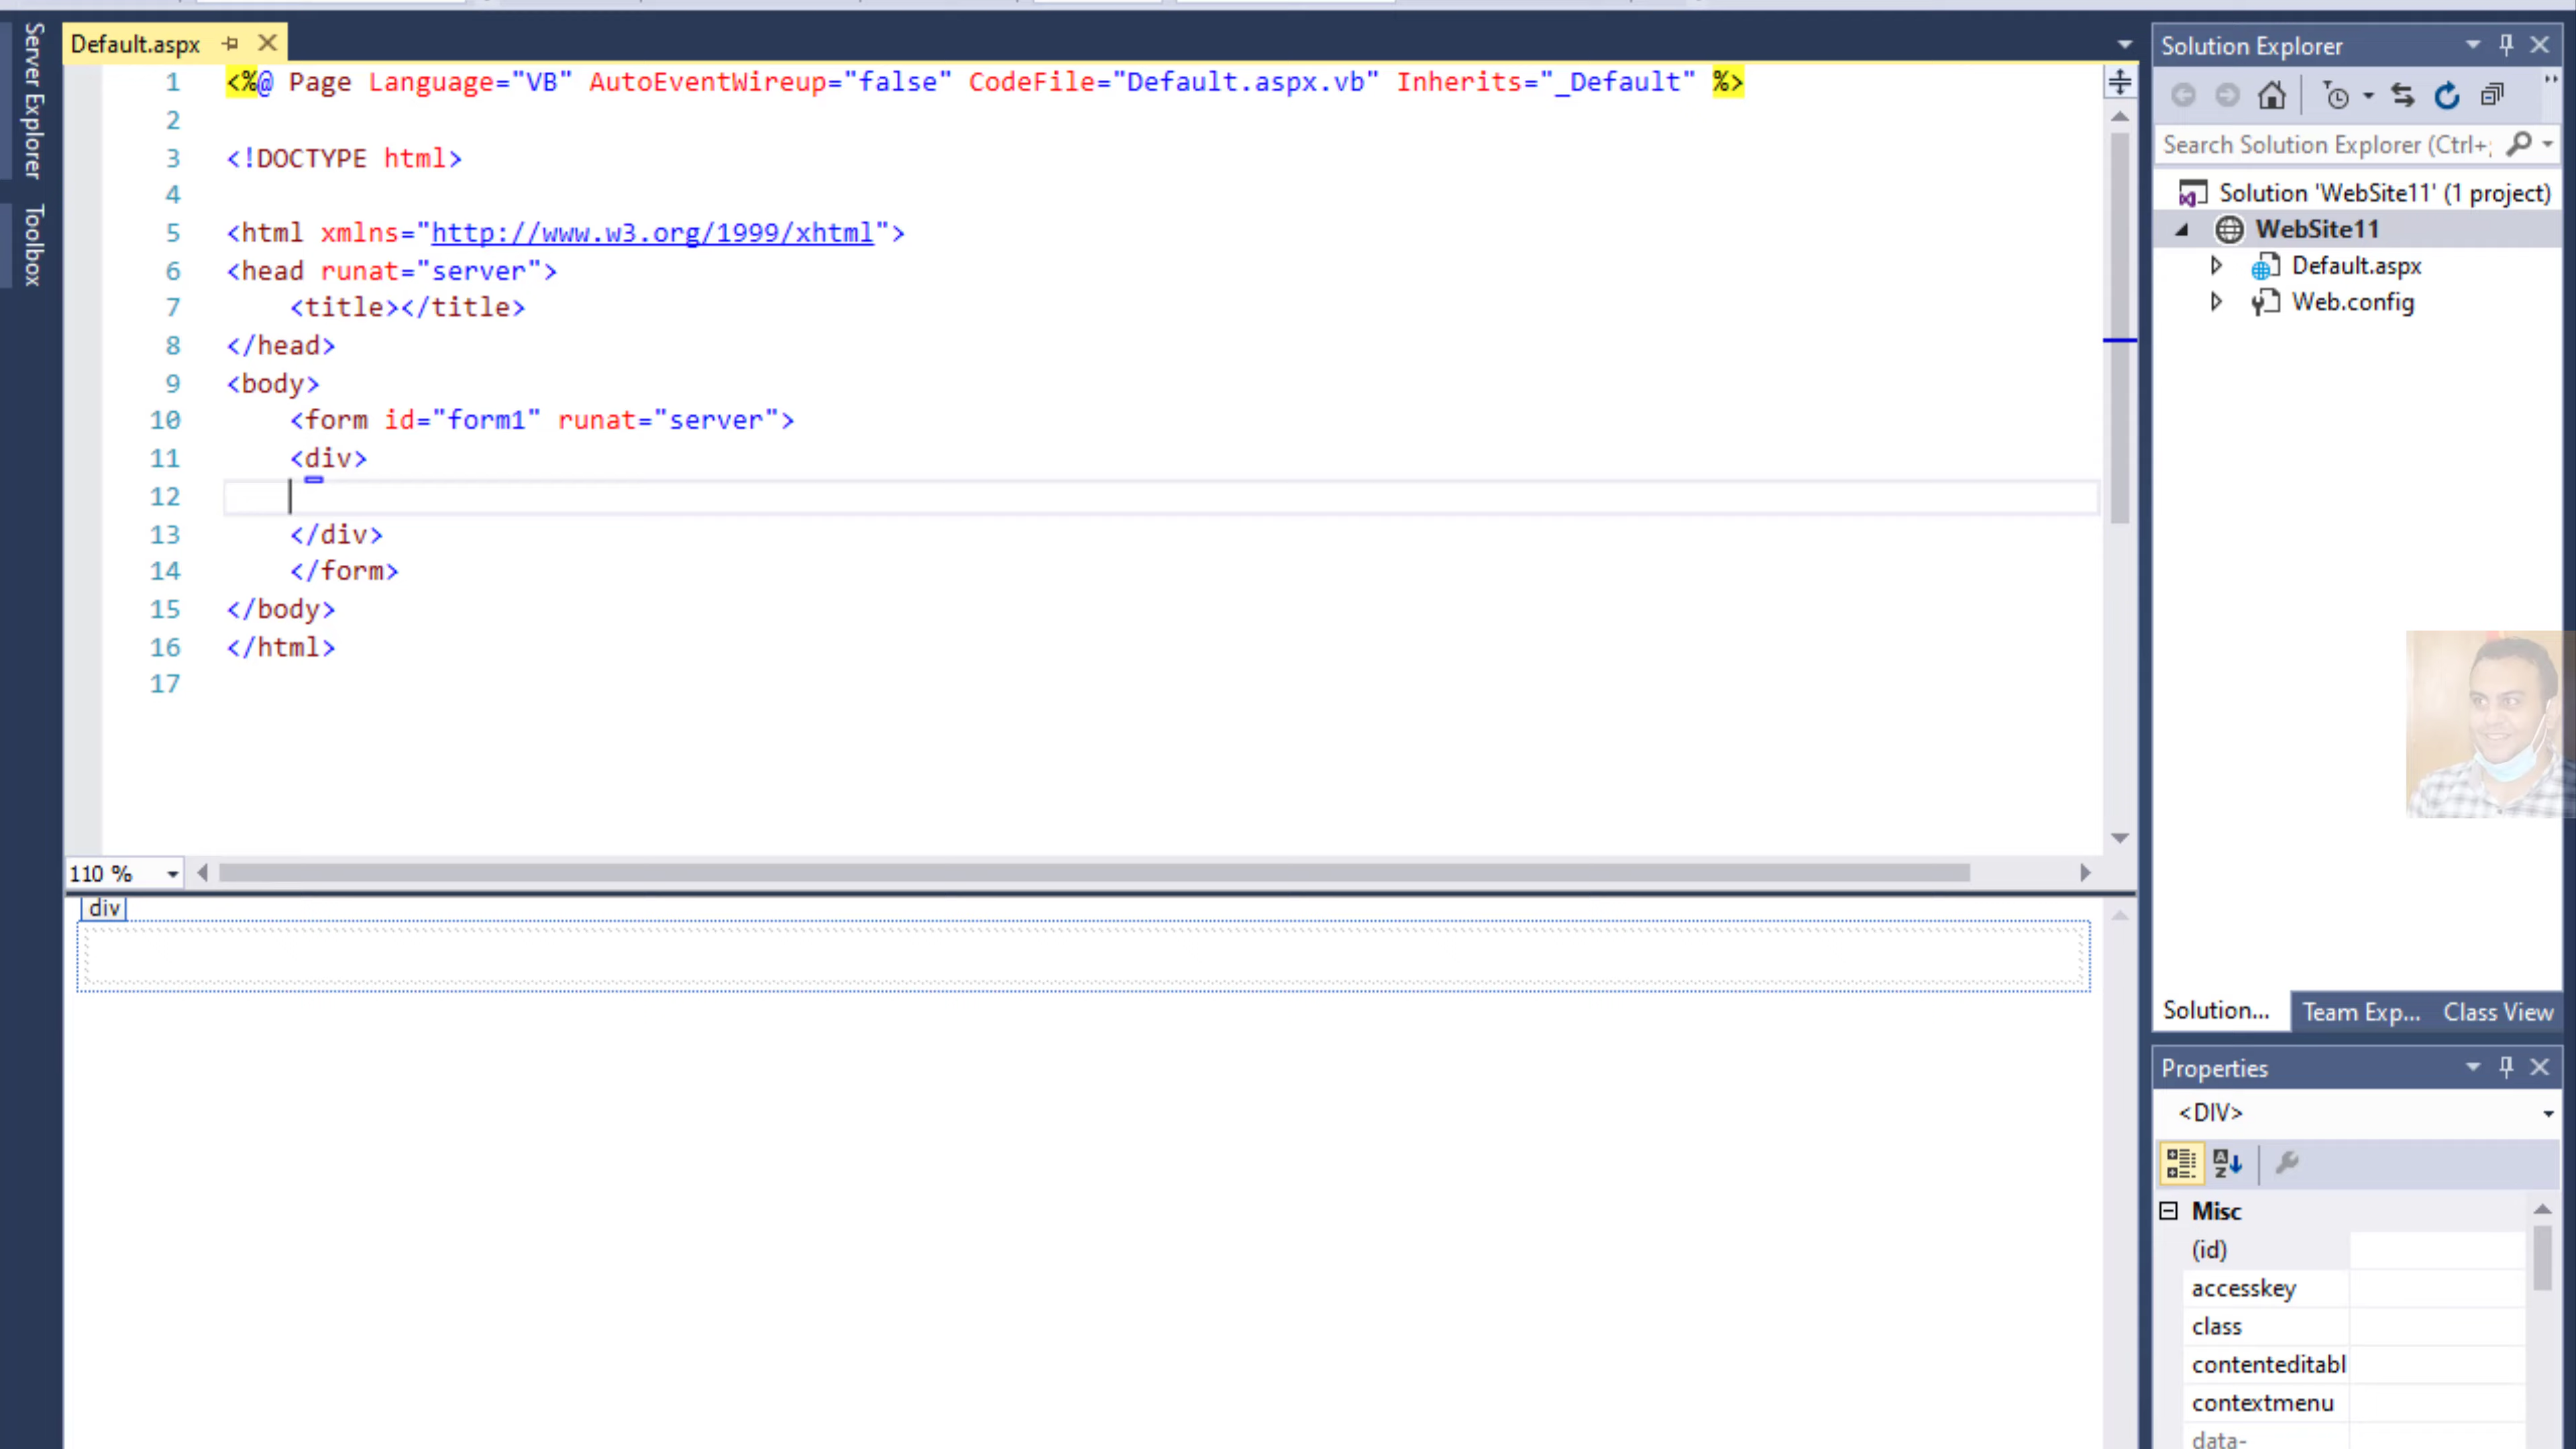 Server Explorer
Toolbox
Default.aspx
1 <%@ Page Language="VB" AutoEventWireup="false" CodeFile="Default.aspx.vb" Inherits="_Default" %>
2
3 <!DOCTYPE html>
4
5 <html xmlns="http://www.w3.org/1999/xhtml">
6 <head runat="server">
7 <title></title>
8 </head>
9 <body>
10 <form id="form1" runat="server">
11 <div>
12
13 </div>
14 </form>
15 </body>
16 </html>
17
110 %
div
Solution Explorer
Search Solution Explorer (Ctrl+;
Solution 'WebSite11' (1 project)
WebSite11
Default.aspx
Web.config
Solution... Team Exp... Class View
Properties
<DIV>
Misc
(id)
accesskey
class
contenteditabl
contextmenu
data-